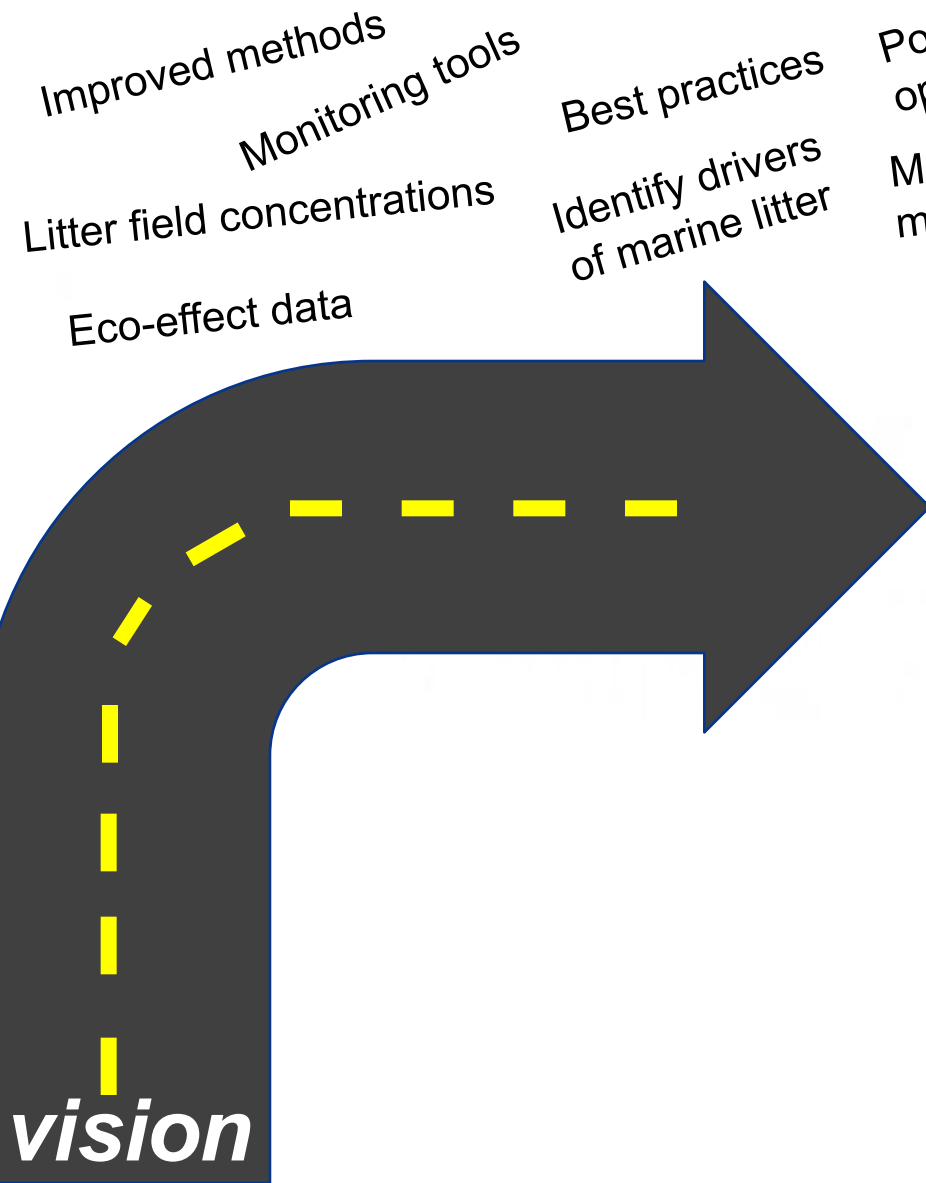 Improved methods
Monitoring tools
Best practices
Litter field concentrations
Identify drivers
of marine litter
Eco-effect data
vision